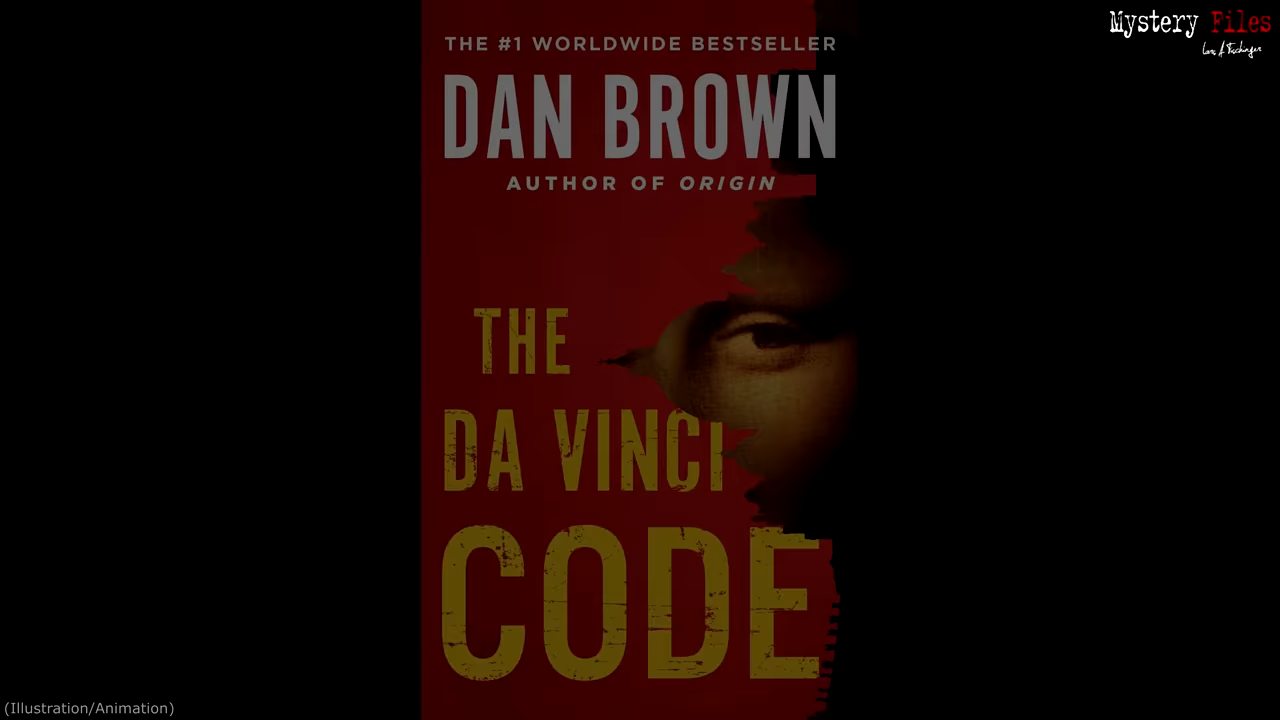 Mystery Files
THE #1 WORLDWIDE BESTSELLER
DAN BROWN
AUTHOR OF ORIGIN
THE
DA VINCI
CODE
(Illustration/Animation)